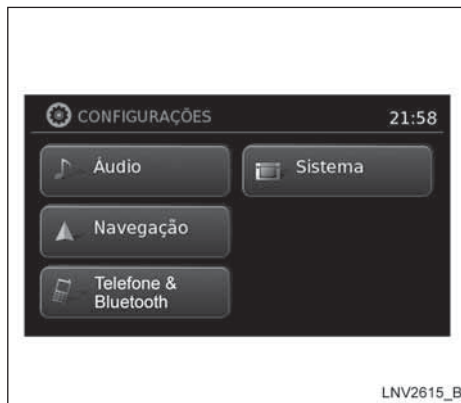 CONFIGURAÇÕES 21:58
Áudio
Sistema
Navegação
Telefone &
Bluetooth
LNV2615_B